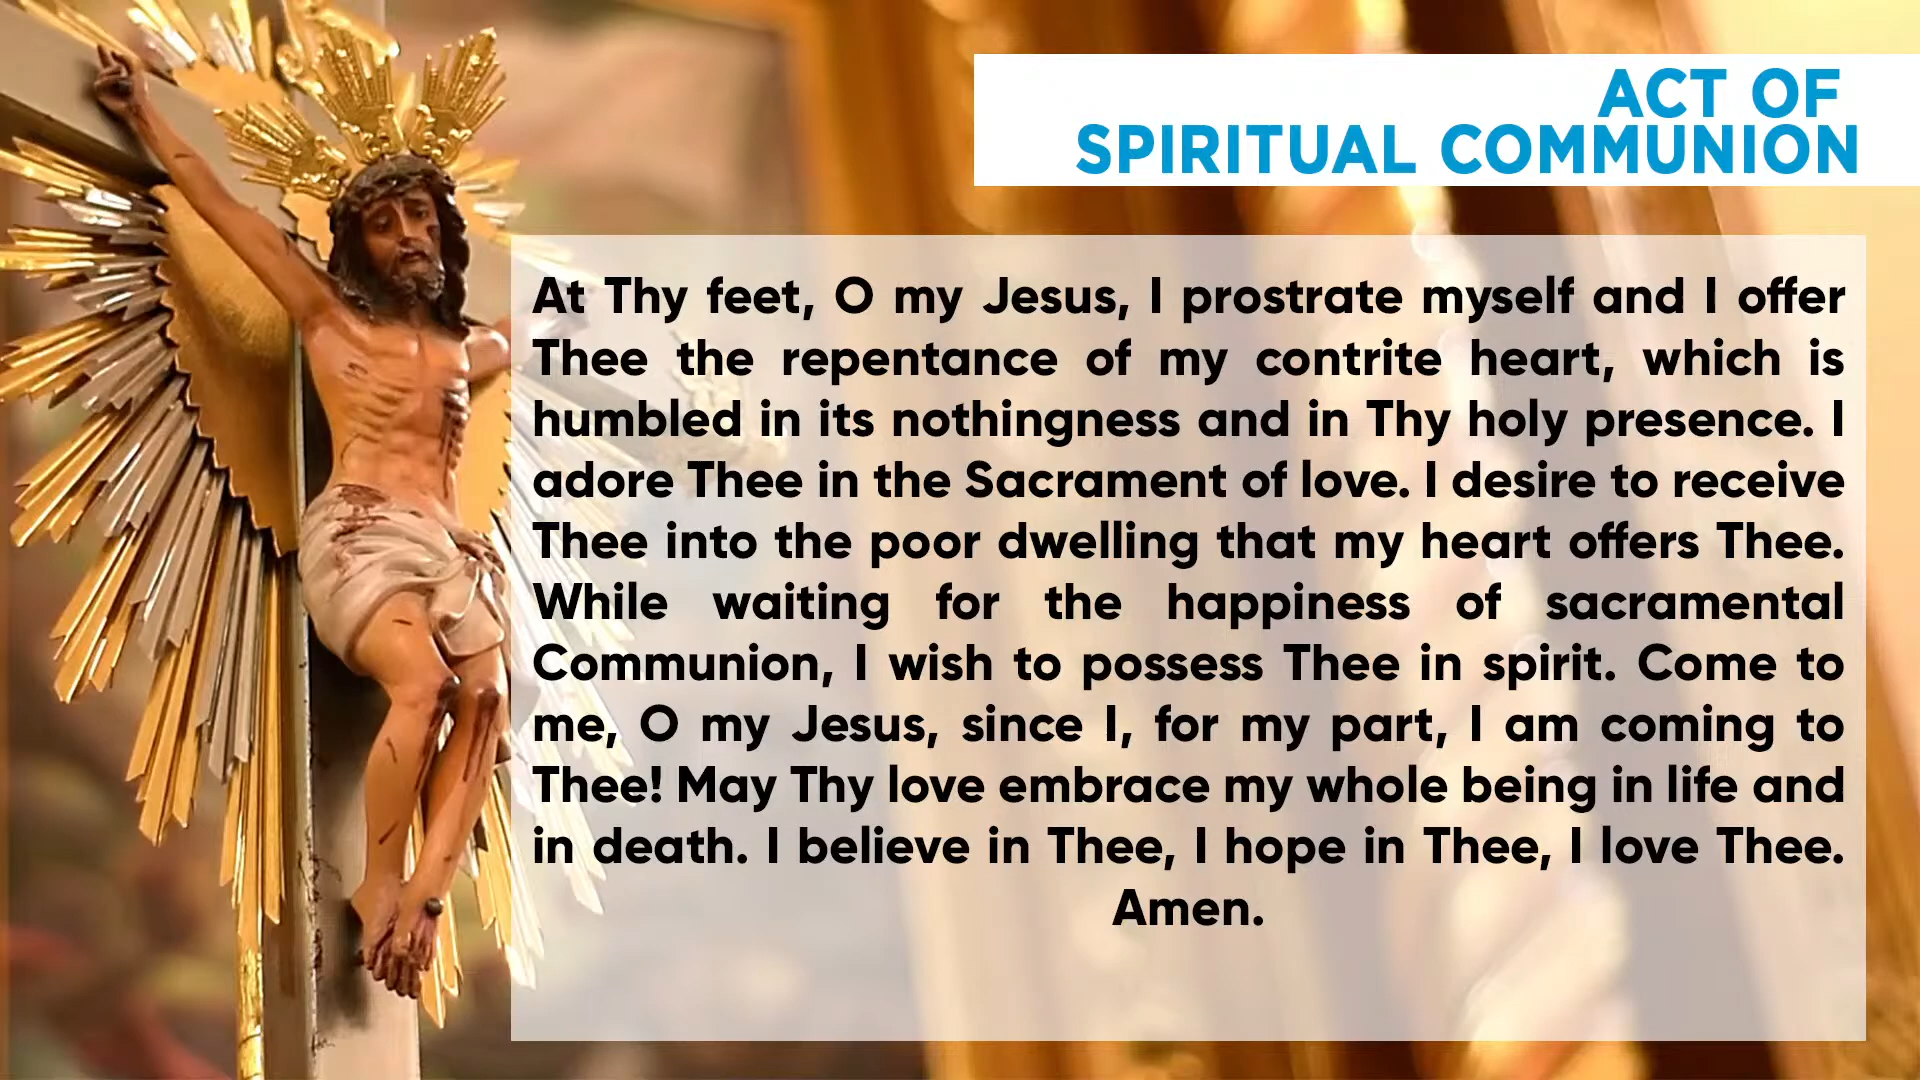 ACT OF
SPIRITUAL COMMUNION
At Thy feet, O my Jesus, I prostrate myself and I offer
Thee the repentance of my contrite heart, which is
humbled in its nothingness and in Thy holy presence. I
adore Thee in the Sacrament of love. I desire to receive
Thee into the poor dwelling that my heart offers Thee.
While waiting for the happiness of sacramental
Communion, I wish to possess Thee in spirit. Come to
me, O my Jesus, since I, for my part, I am coming to
Thee! May Thy love embrace my whole being in life and
in death. I believe in Thee, I hope in Thee, I love Thee.
Amen.